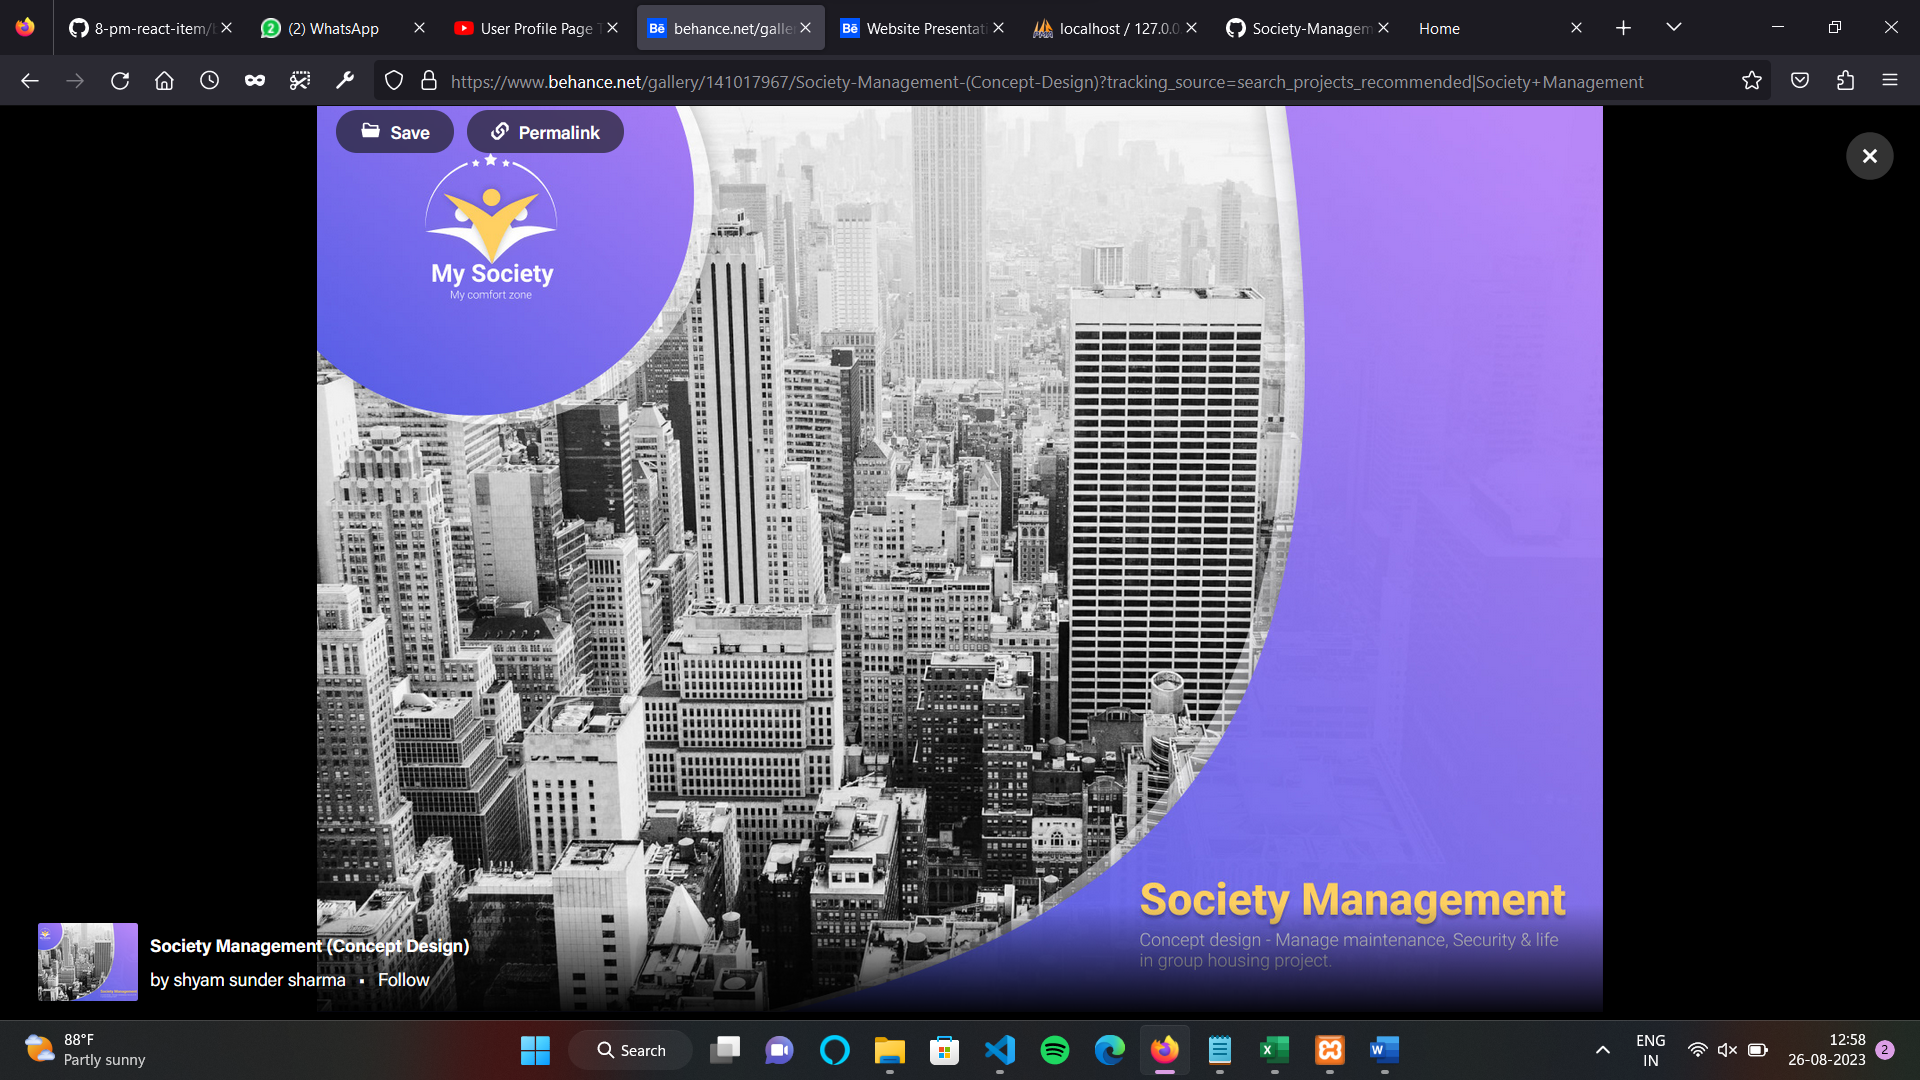 8-pm-react-item/b
(2) WhatsApp
User Profile Page T
behance.net/galle
Website Presentati
localhost / 127.0.0
Society-Managem
Home
https://www.behance.net/gallery/141017967/Society-Management-(Concept-Design)?tracking_source=search_projects_recommended|Society+Management
Save
Permalink
My Society
My comfort zone
Society Management
Concept design - Manage maintenance, Security & life
in group housing project.
Society Management (Concept Design)
by shyam sunder sharma • Follow
88°F
Partly sunny
Search
ENG
IN
12:58
26-08-2023
2